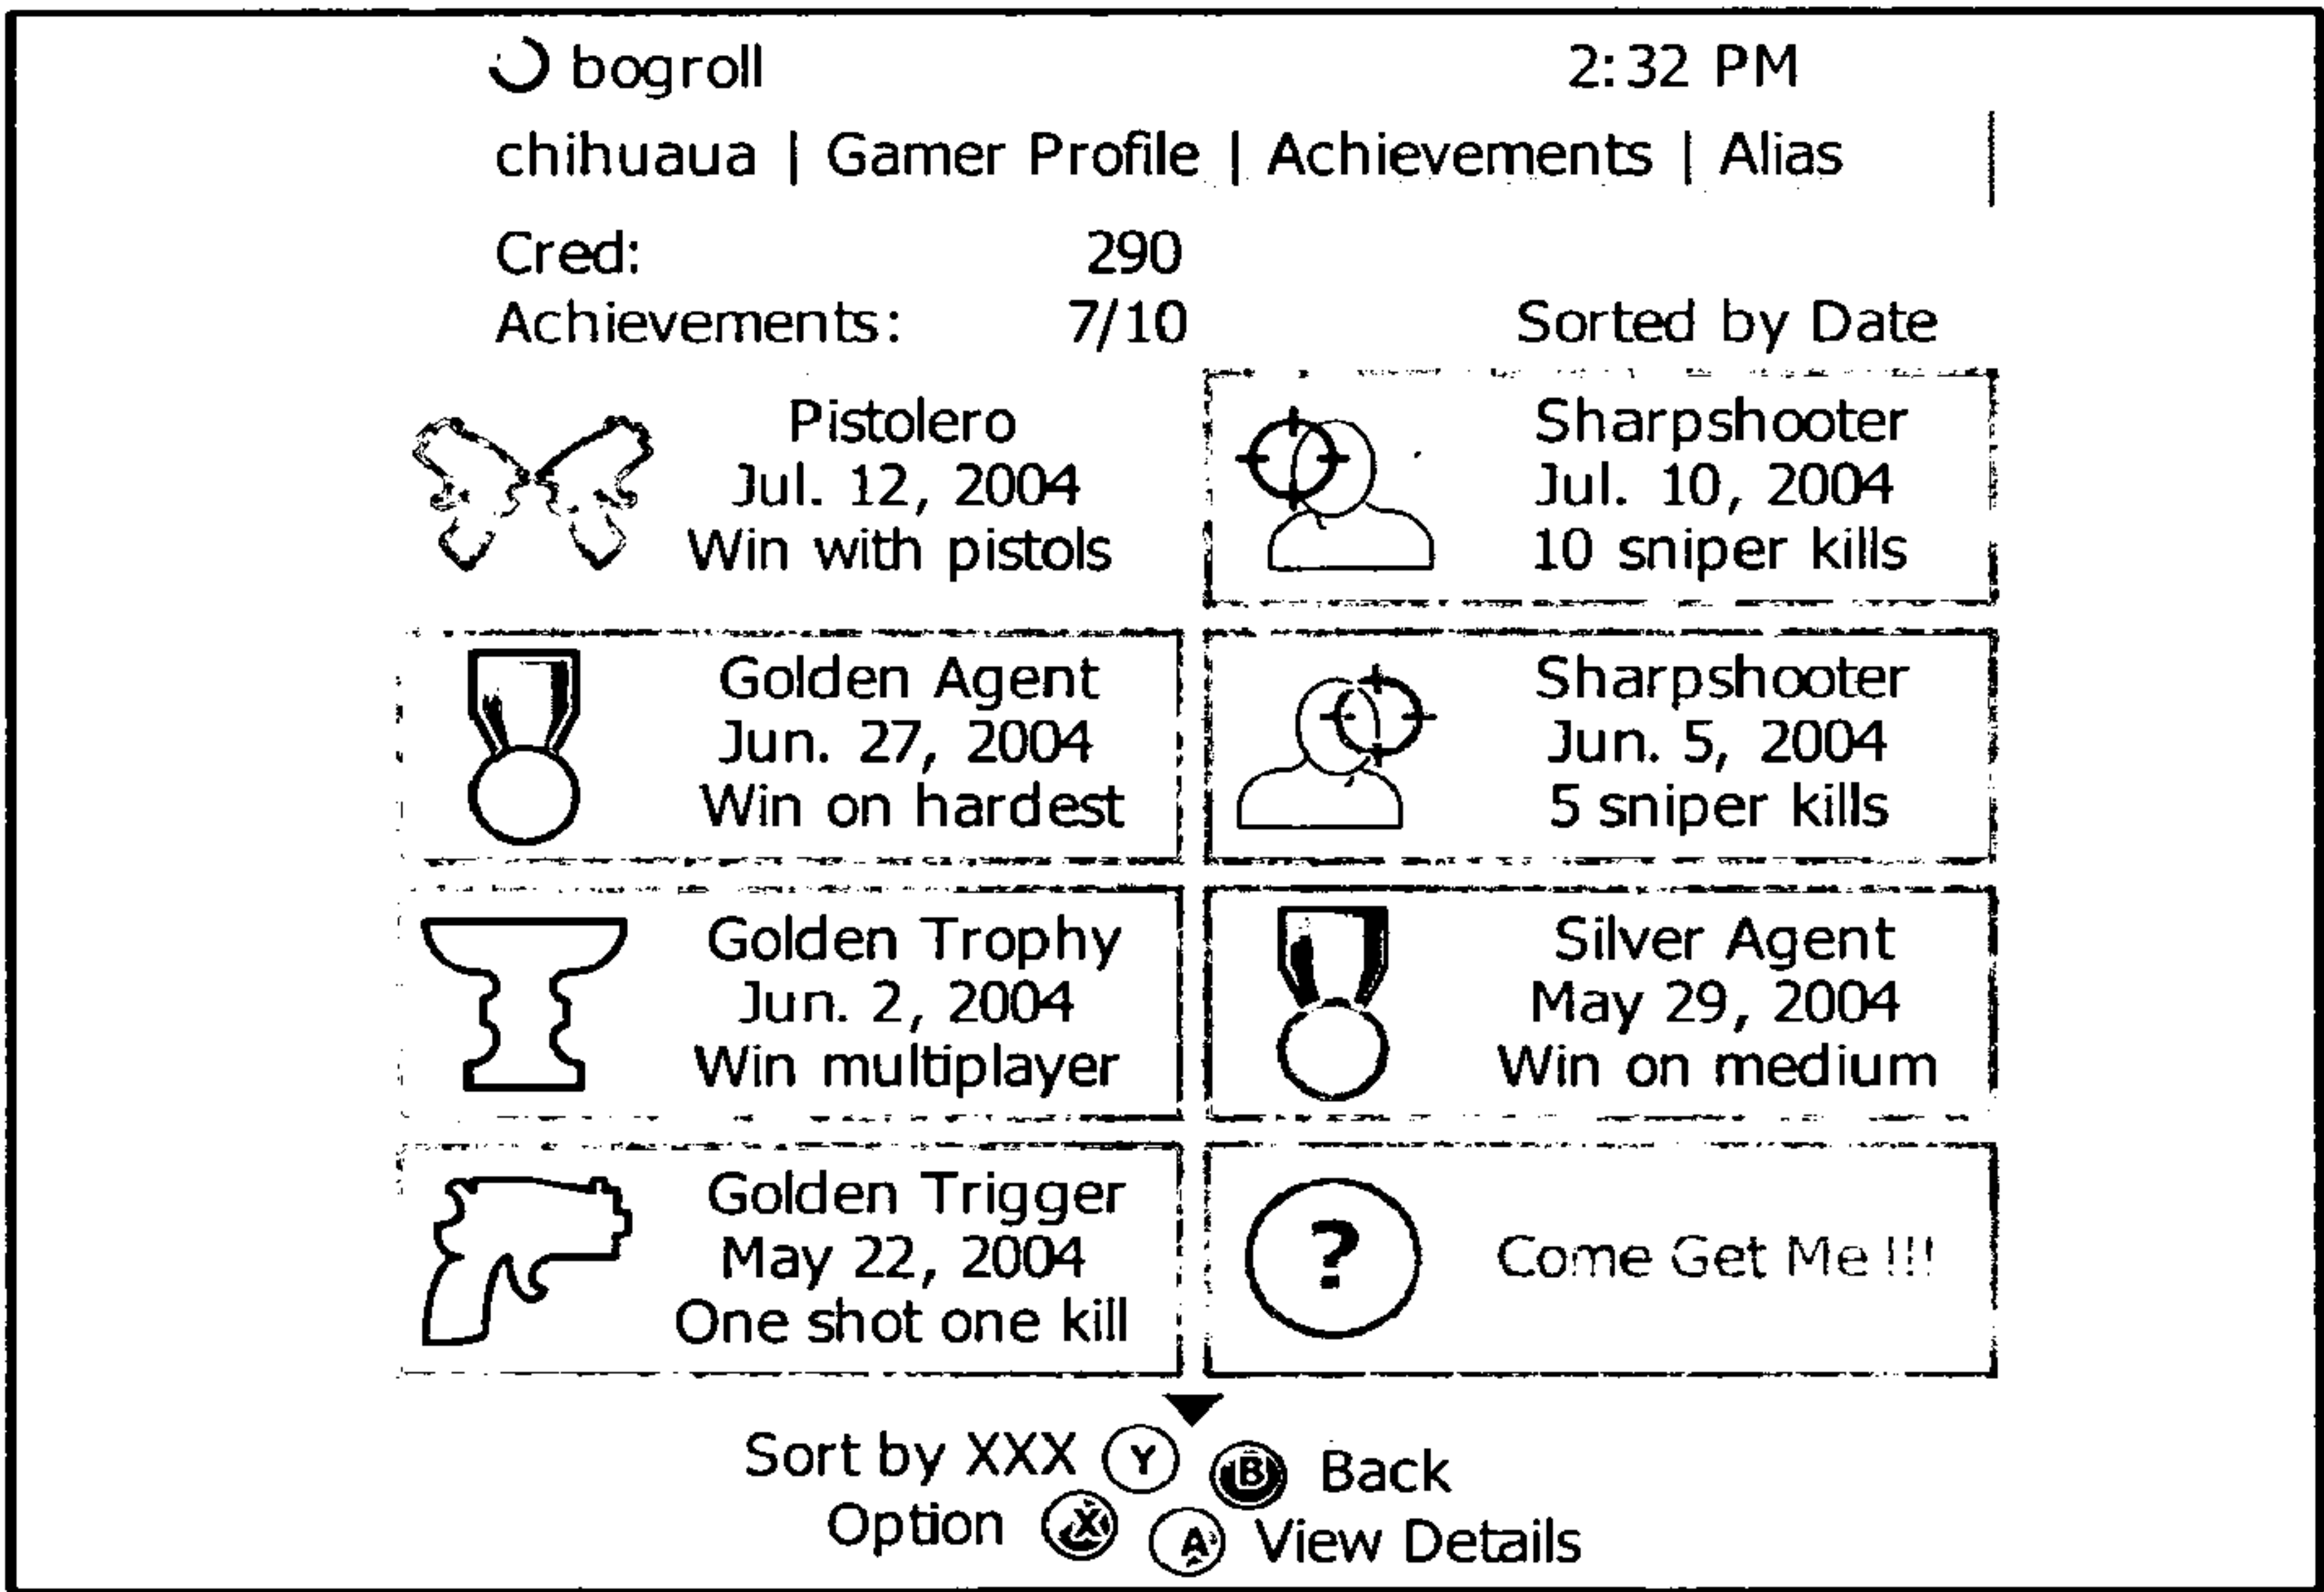 bogroll 2:32 PM
chihuaua | Gamer Profile | Achievements | Alias
Cred: 290
Achievements: 7/10 Sorted by Date
Pistolero
Jul. 12, 2004
Win with pistols
Sharpshooter
Jul. 10, 2004
10 sniper kills
Golden Agent
Jun. 27, 2004
Win on hardest
Sharpshooter
Jun. 5, 2004
5 sniper kills
Golden Trophy
Jun. 2, 2004
Win multiplayer
Silver Agent
May 29, 2004
Win on medium
Golden Trigger
May 22, 2004
One shot one kill
?
Come Get Me !!!
Sort by XXX Y B Back
Option X A View Details